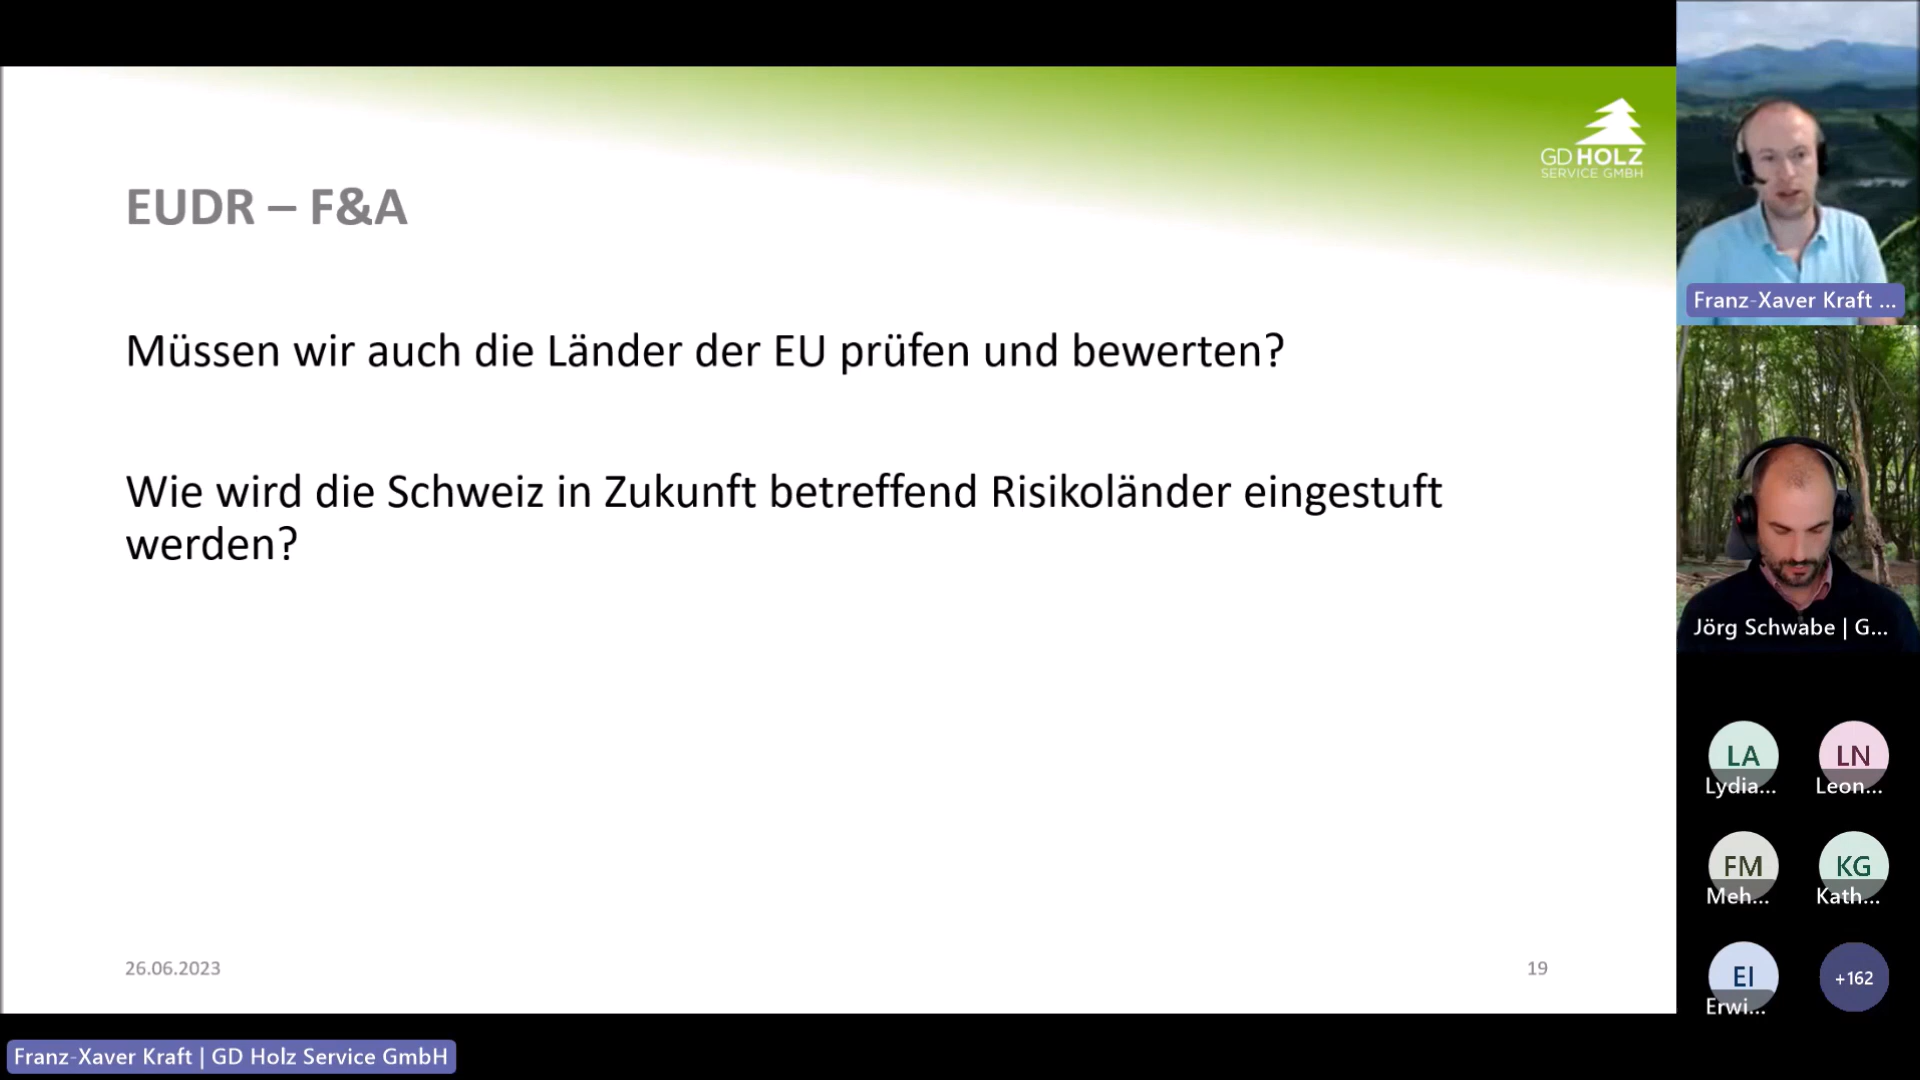 GD HOLZ
SERVICE GMBH
EUDR – F&A
Müssen wir auch die Länder der EU prüfen und bewerten?
Wie wird die Schweiz in Zukunft betreffend Risikoländer eingestuft
werden?
26.06.2023
19
Franz-Xaver Kraft ...
Jörg Schwabe | G...
LA
Lydia...
LN
Leon...
FM
Meh...
KG
Kath...
EI
Erwi...
+162
Franz-Xaver Kraft | GD Holz Service GmbH